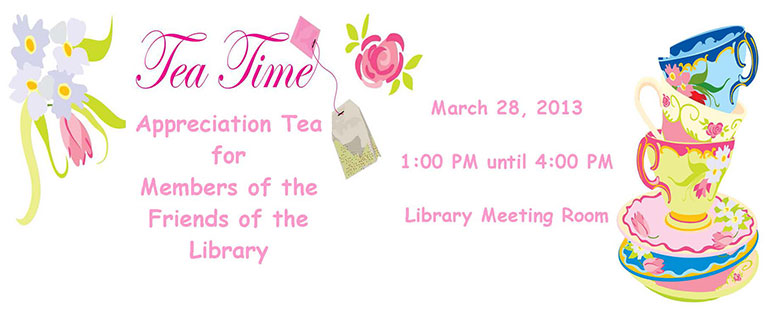 Tea Time
Appreciation Tea
for
Members of the
Friends of the
Library
March 28, 2013
1:00 PM until 4:00 PM
Library Meeting Room